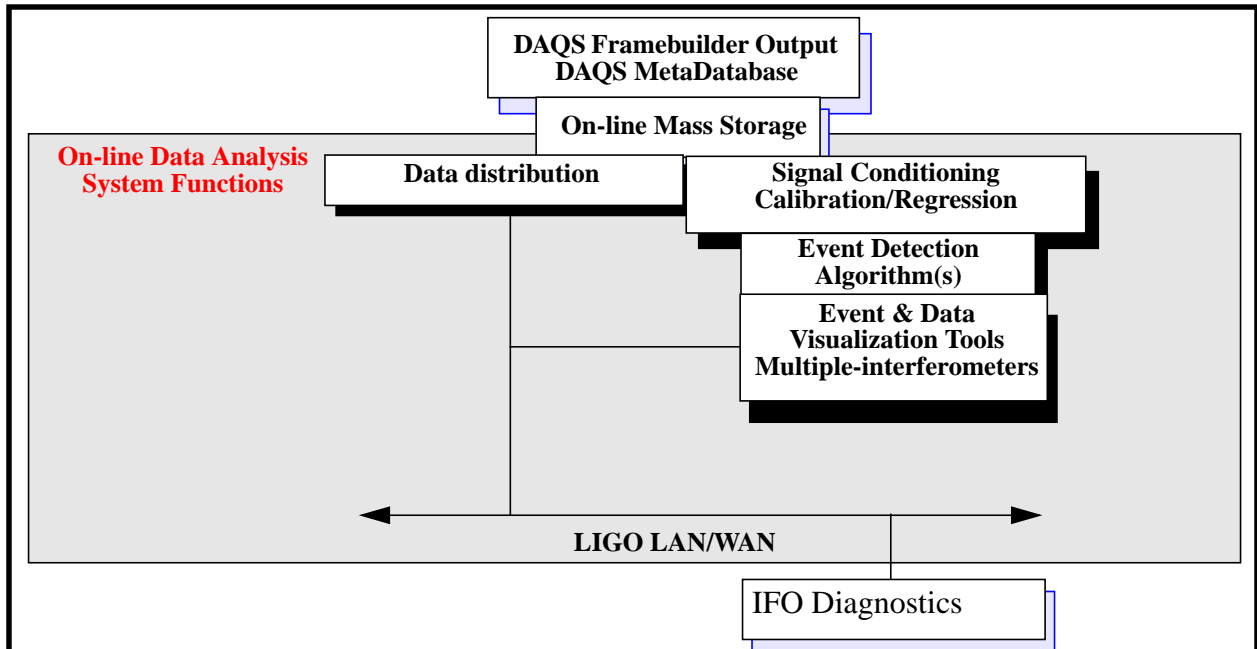 DAQS Framebuilder Output
DAQS MetaDatabase
On-line Mass Storage
On-line Data Analysis
System Functions
Data distribution
Signal Conditioning
Calibration/Regression
Event Detection
Algorithm(s)
Event & Data
Visualization Tools
Multiple-interferometers
LIGO LAN/WAN
IFO Diagnostics